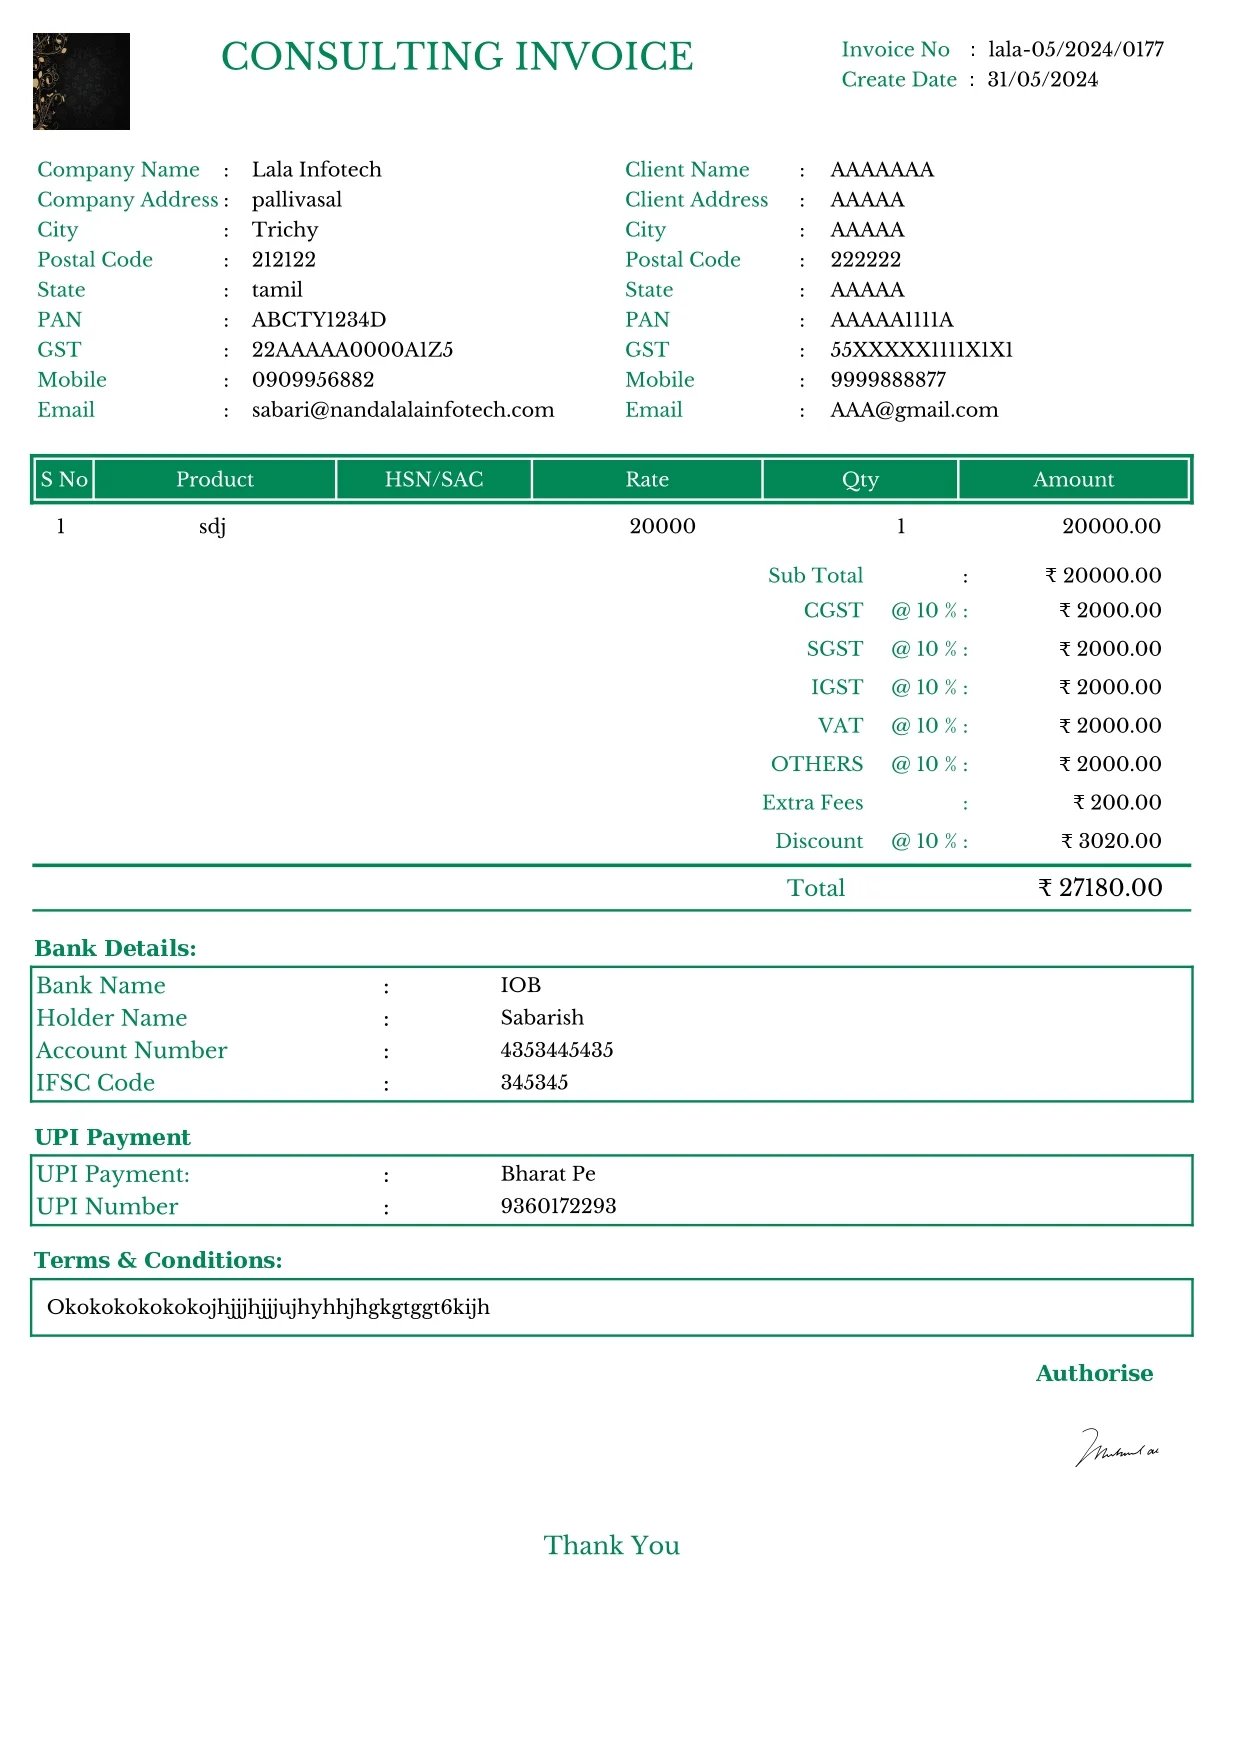 CONSULTING INVOICE
Invoice No : lala-05/2024/0177
Create Date : 31/05/2024
Company Name : Lala Infotech
Company Address : pallivasal
City : Trichy
Postal Code : 212122
State : tamil
PAN : ABCTY1234D
GST : 22AAAAA0000A1Z5
Mobile : 0909956882
Email : sabari@nandalalainfotech.com
Client Name : AAAAAAA
Client Address : AAAAA
City : AAAAA
Postal Code : 222222
State : AAAAA
PAN : AAAAA1111A
GST : 55XXXXX1111X1X1
Mobile : 9999888877
Email : AAA@gmail.com
S No Product HSN/SAC Rate Qty Amount
1 sdj 20000 1 20000.00
Sub Total : ₹ 20000.00
CGST @ 10 % : ₹ 2000.00
SGST @ 10 % : ₹ 2000.00
IGST @ 10 % : ₹ 2000.00
VAT @ 10 % : ₹ 2000.00
OTHERS @ 10 % : ₹ 2000.00
Extra Fees : ₹ 200.00
Discount @ 10 % : ₹ 3020.00
Total ₹ 27180.00
Bank Details:
Bank Name : IOB
Holder Name : Sabarish
Account Number : 4353445435
IFSC Code : 345345
UPI Payment
UPI Payment: : Bharat Pe
UPI Number : 9360172293
Terms & Conditions:
Okokokokokokojhjjjhjjjujhyhhjhgkgtggt6kijh
Authorise
Thank You